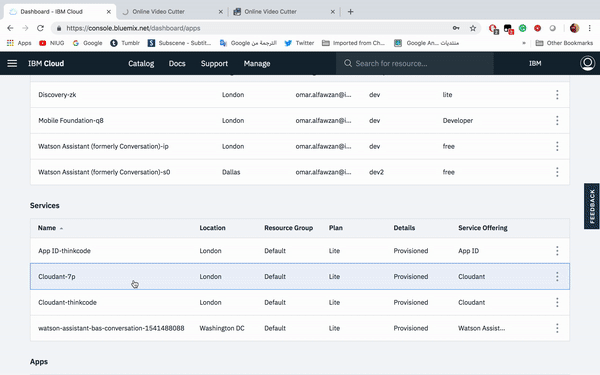 Dashboard - IBM Cloud
Online Video Cutter
Online Video Cutter
https://console.bluemix.net/dashboard/apps
Apps
NIUG
Google
Tumblr
Subscene - Subtitl...
الترجمة من Google
Twitter
Imported from Ch...
Google An...
منتديات
Other Bookmarks
IBM Cloud
Catalog
Docs
Support
Manage
Search for resource...
IBM
Discovery-zk London omar.alfawzan@i... dev lite
Mobile Foundation-q8 London omar.alfawzan@i... dev Developer
Watson Assistant (formerly Conversation)-ip London omar.alfawzan@i... dev free
Watson Assistant (formerly Conversation)-s0 Dallas omar.alfawzan@i... dev2 free
FEEDBACK
Services
Name Location Resource Group Plan Details Service Offering
App ID-thinkcode London Default Lite Provisioned App ID
Cloudant-7p London Default Lite Provisioned Cloudant
Cloudant-thinkcode London Default Lite Provisioned Cloudant
watson-assistant-bas-conversation-1541488088 Washington DC Default Lite Provisioned Watson Assist...
Apps